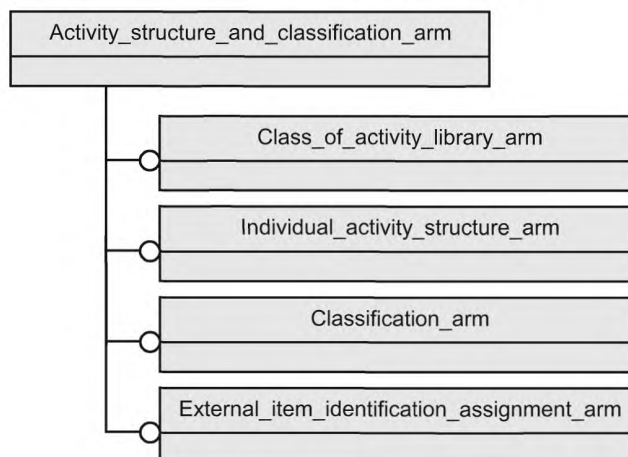 Activity_structure_and_classification_arm
Class_of_activity_library_arm
Individual_activity_structure_arm
Classification_arm
External_item_identification_assignment_arm